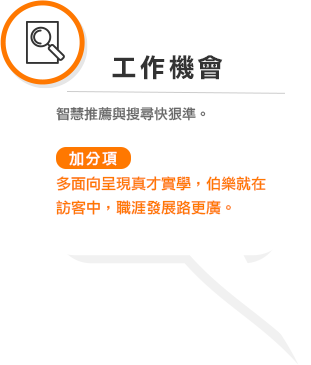 工作機會
智慧推薦與搜尋快狠準。
加分項
多面向呈現真才實學，伯樂就在
訪客中，職涯發展路更廣。